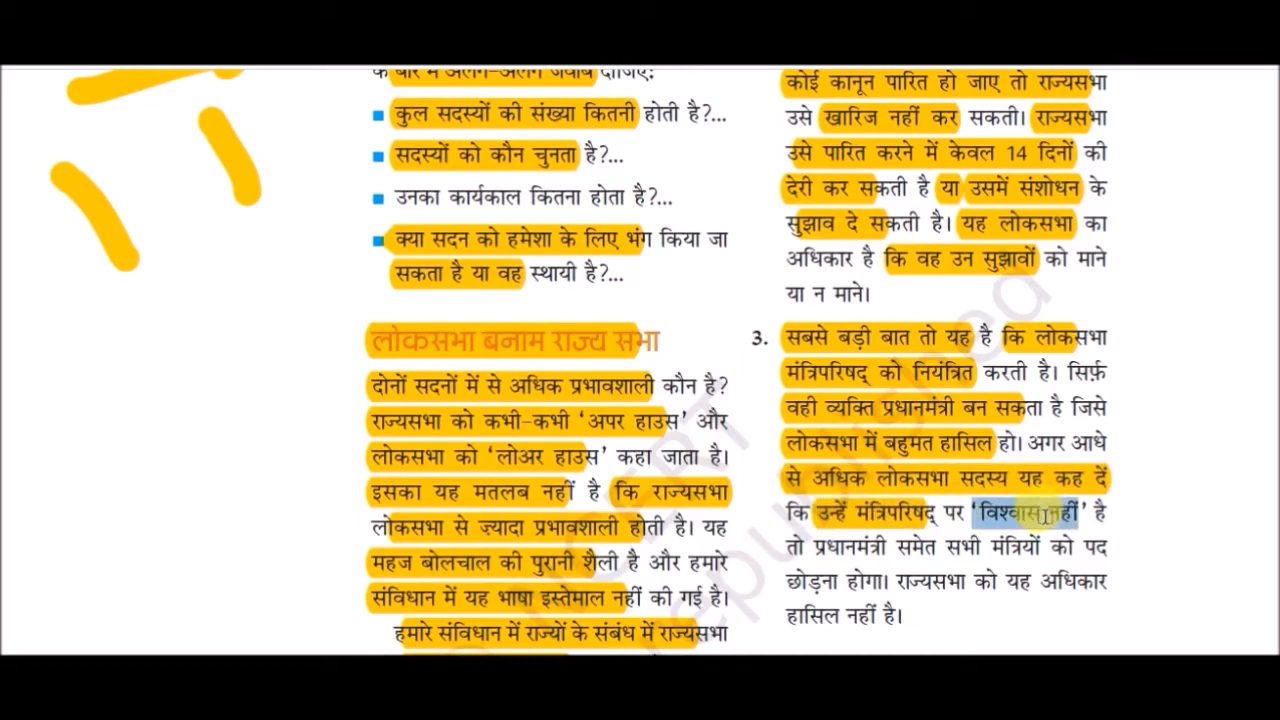 के बारे में अलग-अलग जवाब दीजिए:
कुल सदस्यों की संख्या कितनी होती है?...
सदस्यों को कौन चुनता है?...
उनका कार्यकाल कितना होता है?...
क्या सदन को हमेशा के लिए भंग किया जा
सकता है या वह स्थायी है?...
लोकसभा बनाम राज्य सभा
दोनों सदनों में से अधिक प्रभावशाली कौन है?
राज्यसभा को कभी-कभी ‘अपर हाउस’ और
लोकसभा को ‘लोअर हाउस’ कहा जाता है।
इसका यह मतलब नहीं है कि राज्यसभा
लोकसभा से ज़्यादा प्रभावशाली होती है। यह
महज बोलचाल की पुरानी शैली है और हमारे
संविधान में यह भाषा इस्तेमाल नहीं की गई है।
हमारे संविधान में राज्यों के संबंध में राज्यसभा
कोई कानून पारित हो जाए तो राज्यसभा
उसे खारिज नहीं कर सकती। राज्यसभा
उसे पारित करने में केवल 14 दिनों की
देरी कर सकती है या उसमें संशोधन के
सुझाव दे सकती है। यह लोकसभा का
अधिकार है कि वह उन सुझावों को माने
या न माने।
3. सबसे बड़ी बात तो यह है कि लोकसभा
मंत्रिपरिषद् को नियंत्रित करती है। सिर्फ़
वही व्यक्ति प्रधानमंत्री बन सकता है जिसे
लोकसभा में बहुमत हासिल हो। अगर आधे
से अधिक लोकसभा सदस्य यह कह दें
कि उन्हें मंत्रिपरिषद् पर ‘विश्वास नहीं’ है
तो प्रधानमंत्री समेत सभी मंत्रियों को पद
छोड़ना होगा। राज्यसभा को यह अधिकार
हासिल नहीं है।